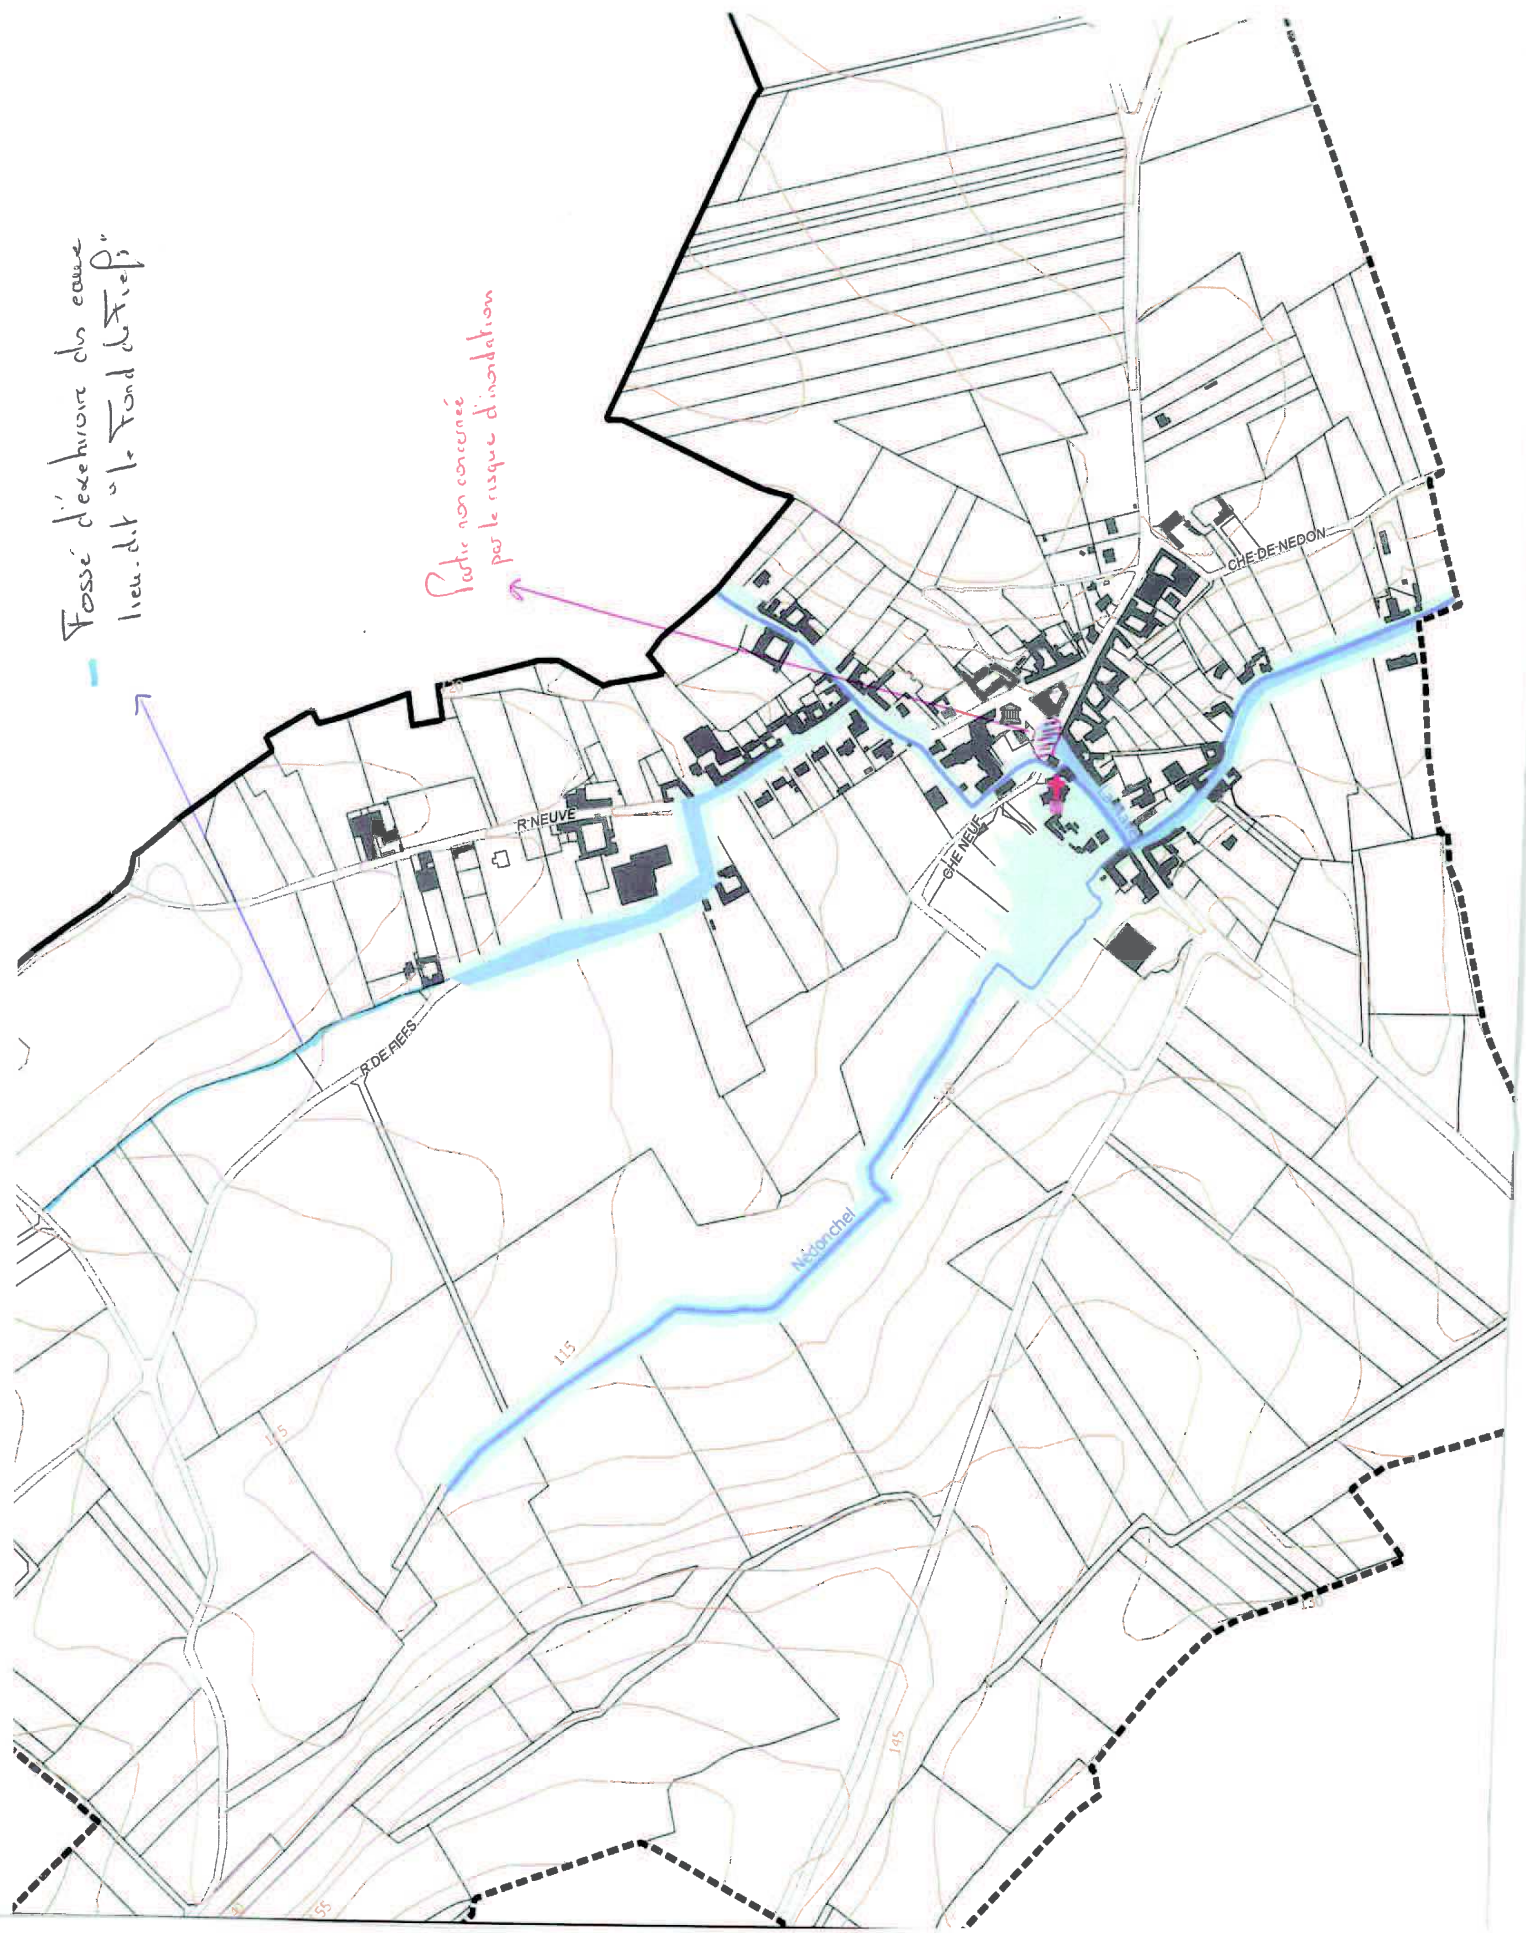 Fossé d'exehutoire des eaux
lieu-dit "le Fond de Fiefs"
Partie non concernée
par le risque d'inondation
120
R NEUVE
CHE DE NEDON
CHE NEUF
R DE FIEFS
Nédonchel
115
145
130
155